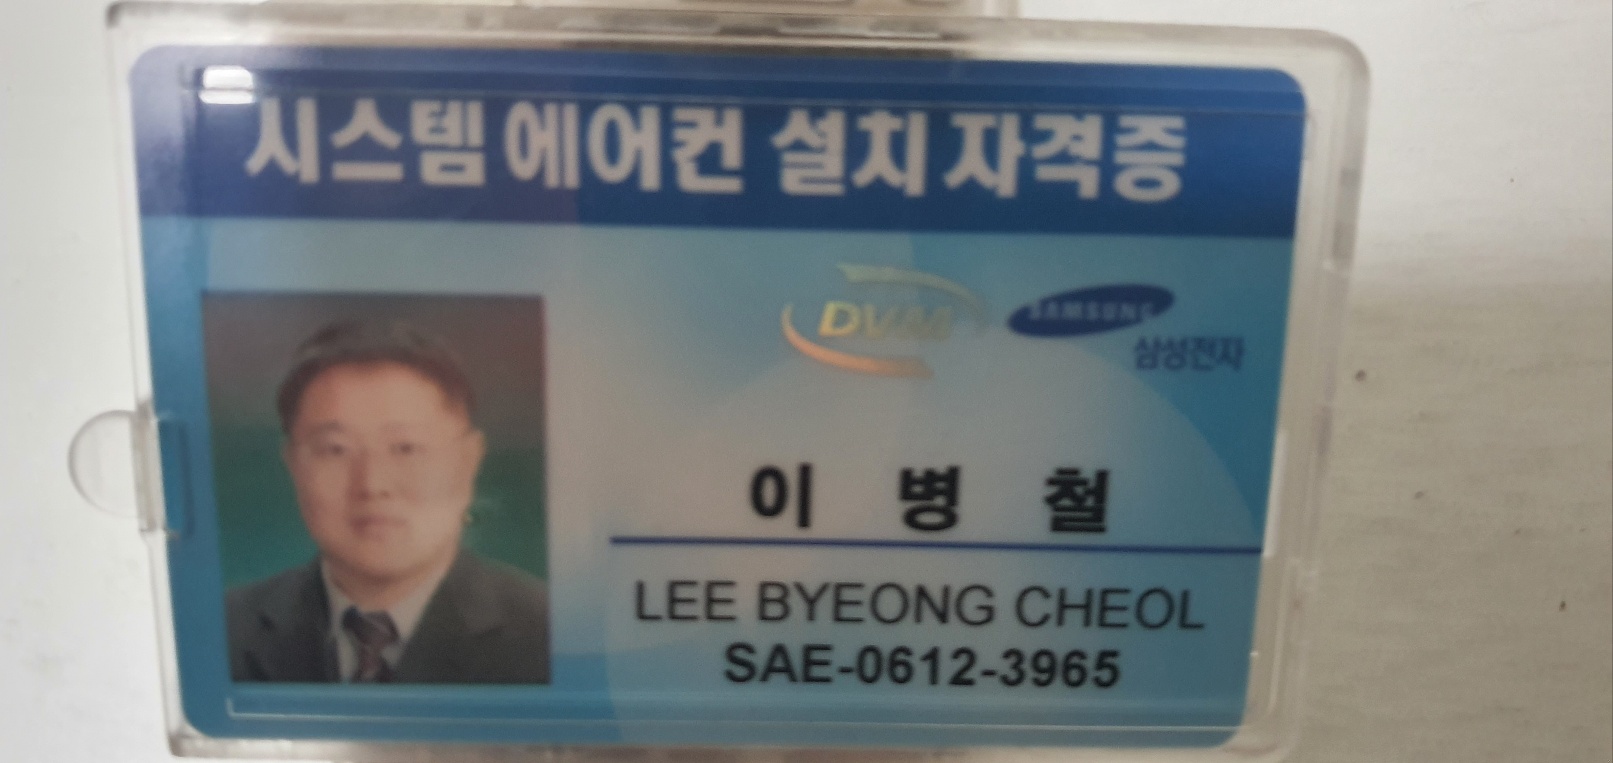 시스템 에어컨 설치 자격증
DVM SAMSUNG
삼성전자
이 병 철
LEE BYEONG CHEOL
SAE-0612-3965